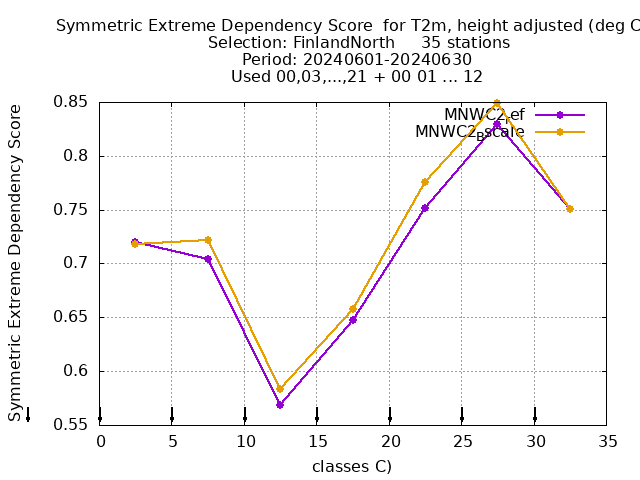 Symmetric Extreme Dependency Score for T2m, height adjusted (deg C
Selection: FinlandNorth 35 stations
Period: 20240601-20240630
Used 00,03,...,21 + 00 01 ... 12
Symmetric Extreme Dependency Score
0.85
0.8
0.75
0.7
0.65
0.6
0.55
MNWC2ref
MNWC2Bscale
0 5 10 15 20 25 30 35
classes C)